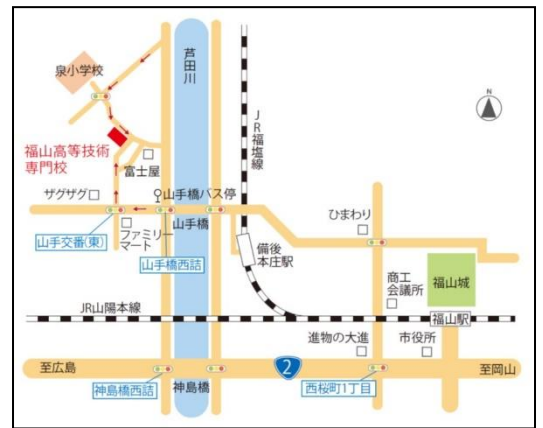 泉小学校
芦田川
N
JR福塩線
福山高等技術
専門校
富士屋
ザグザグ
山手橋バス停
山手橋
ひまわり
山手交番(東)
ファミリー
マート
山手橋西詰
備後
本庄駅
商工
会議所
福山城
JR山陽本線
福山駅
進物の大進
市役所
至広島
2
至岡山
神島橋西詰
神島橋
西桜町1丁目